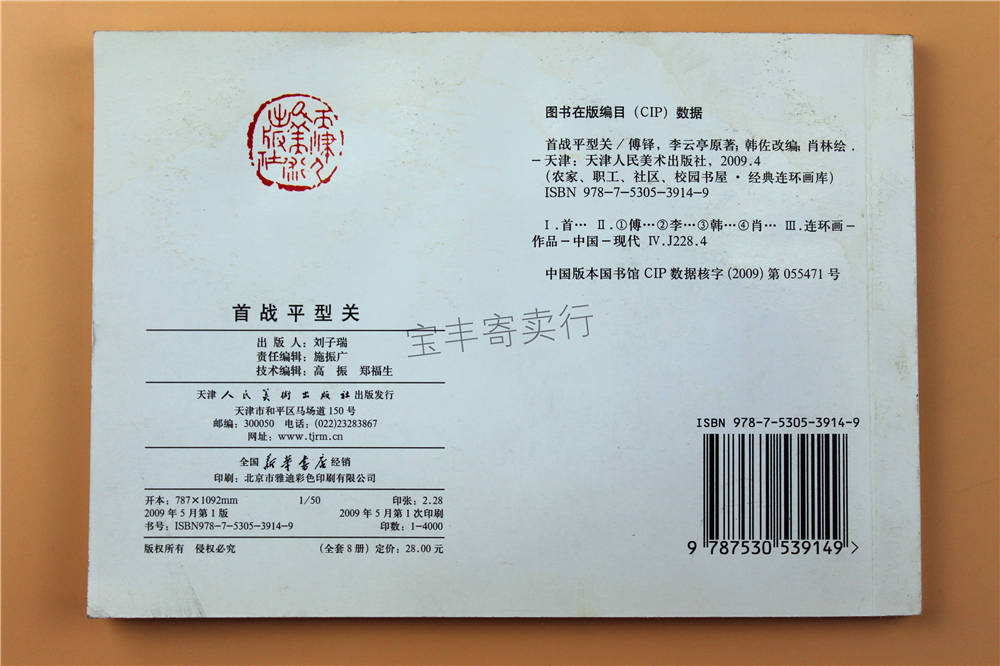 天津人民美术出版社
图书在版编目（CIP）数据
首战平型关／傅铎，李云亭原著；韩佐改编；肖林绘．
－天津：天津人民美术出版社，2009.4
（农家、职工、社区、校园书屋·经典连环画库）
ISBN 978-7-5305-3914-9
Ⅰ.首… Ⅱ.①傅…②李…③韩…④肖… Ⅲ.连环画－
作品－中国－现代 Ⅳ.J228.4
中国版本图书馆 CIP 数据核字（2009）第 055471 号
首战平型关
出版人：刘子瑞
责任编辑：施振广
技术编辑：高 振 郑福生
天津人民美術出版社出版发行
天津市和平区马场道 150 号
邮编：300050 电话：(022)23283867
网址：www.tjrm.cn
全国新华书店经销
印刷：北京市雅迪彩色印刷有限公司
开本：787×1092mm 1/50 印张：2.28
2009 年 5 月第 1 版 2009 年 5 月第 1 次印刷
书号：ISBN978-7-5305-3914-9 印数：1-4000
版权所有 侵权必究 （全套 8 册）定价：28.00 元
宝丰寄卖行
ISBN 978-7-5305-3914-9
9 787530 539149>